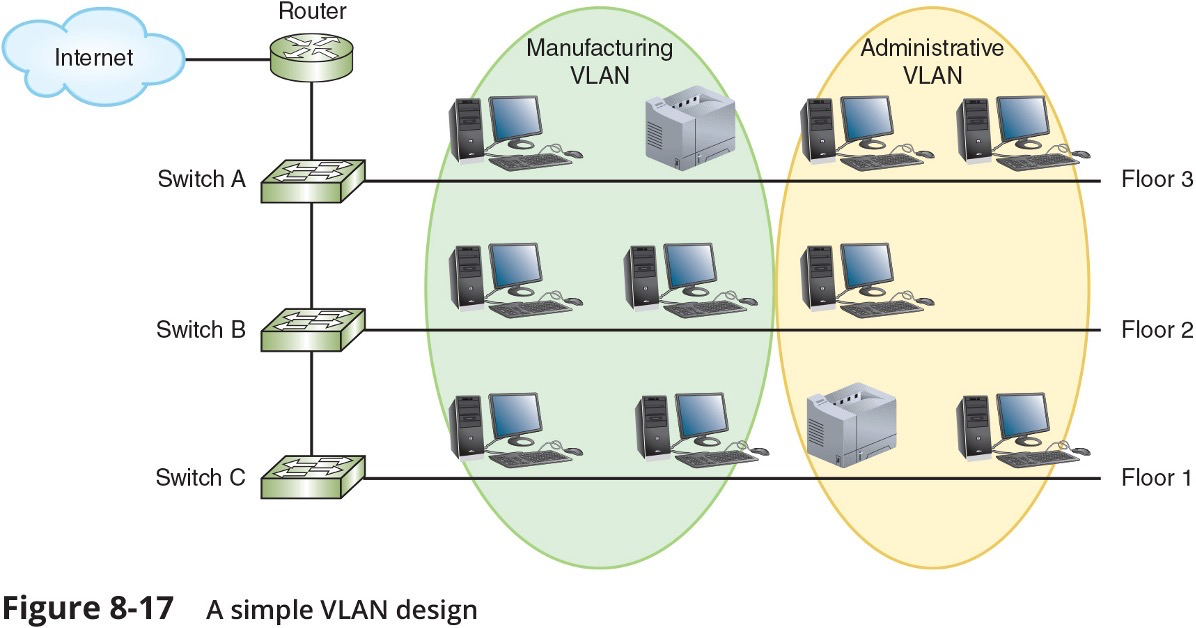 Router
Internet
Manufacturing
VLAN
Administrative
VLAN
Switch A
Floor 3
Switch B
Floor 2
Switch C
Floor 1
Figure 8-17 A simple VLAN design